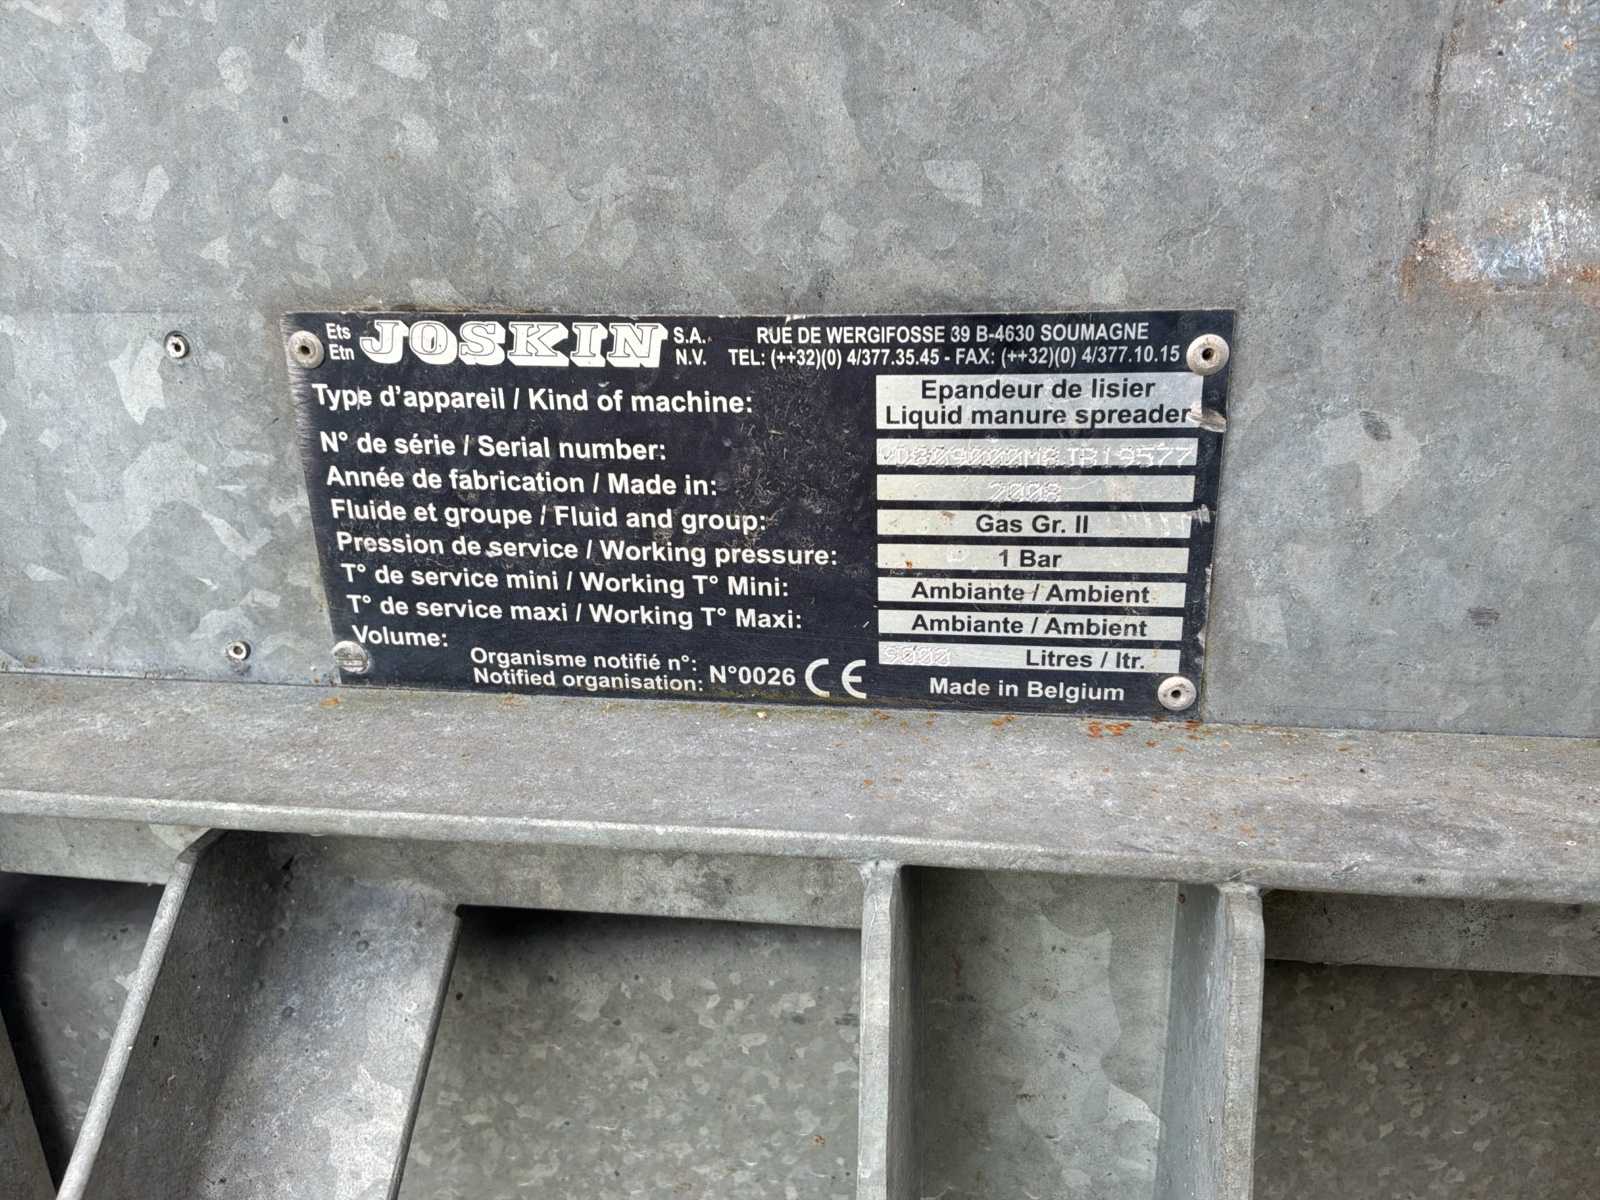 Ets JOSKIN S.A. RUE DE WERGIFOSSE 39 B-4630 SOUMAGNE
Etn N.V. TEL: (++32)(0) 4/377.35.45 - FAX: (++32)(0) 4/377.10.15
Type d'appareil / Kind of machine: Epandeur de lisier
Liquid manure spreader
N° de série / Serial number:
Année de fabrication / Made in: 2008
Fluide et groupe / Fluid and group: Gas Gr. II
Pression de service / Working pressure: 1 Bar
T° de service mini / Working T° Mini: Ambiante / Ambient
T° de service maxi / Working T° Maxi: Ambiante / Ambient
Volume: 9000 Litres / ltr.
Organisme notifié n°:
Notified organisation: N°0026 CE Made in Belgium